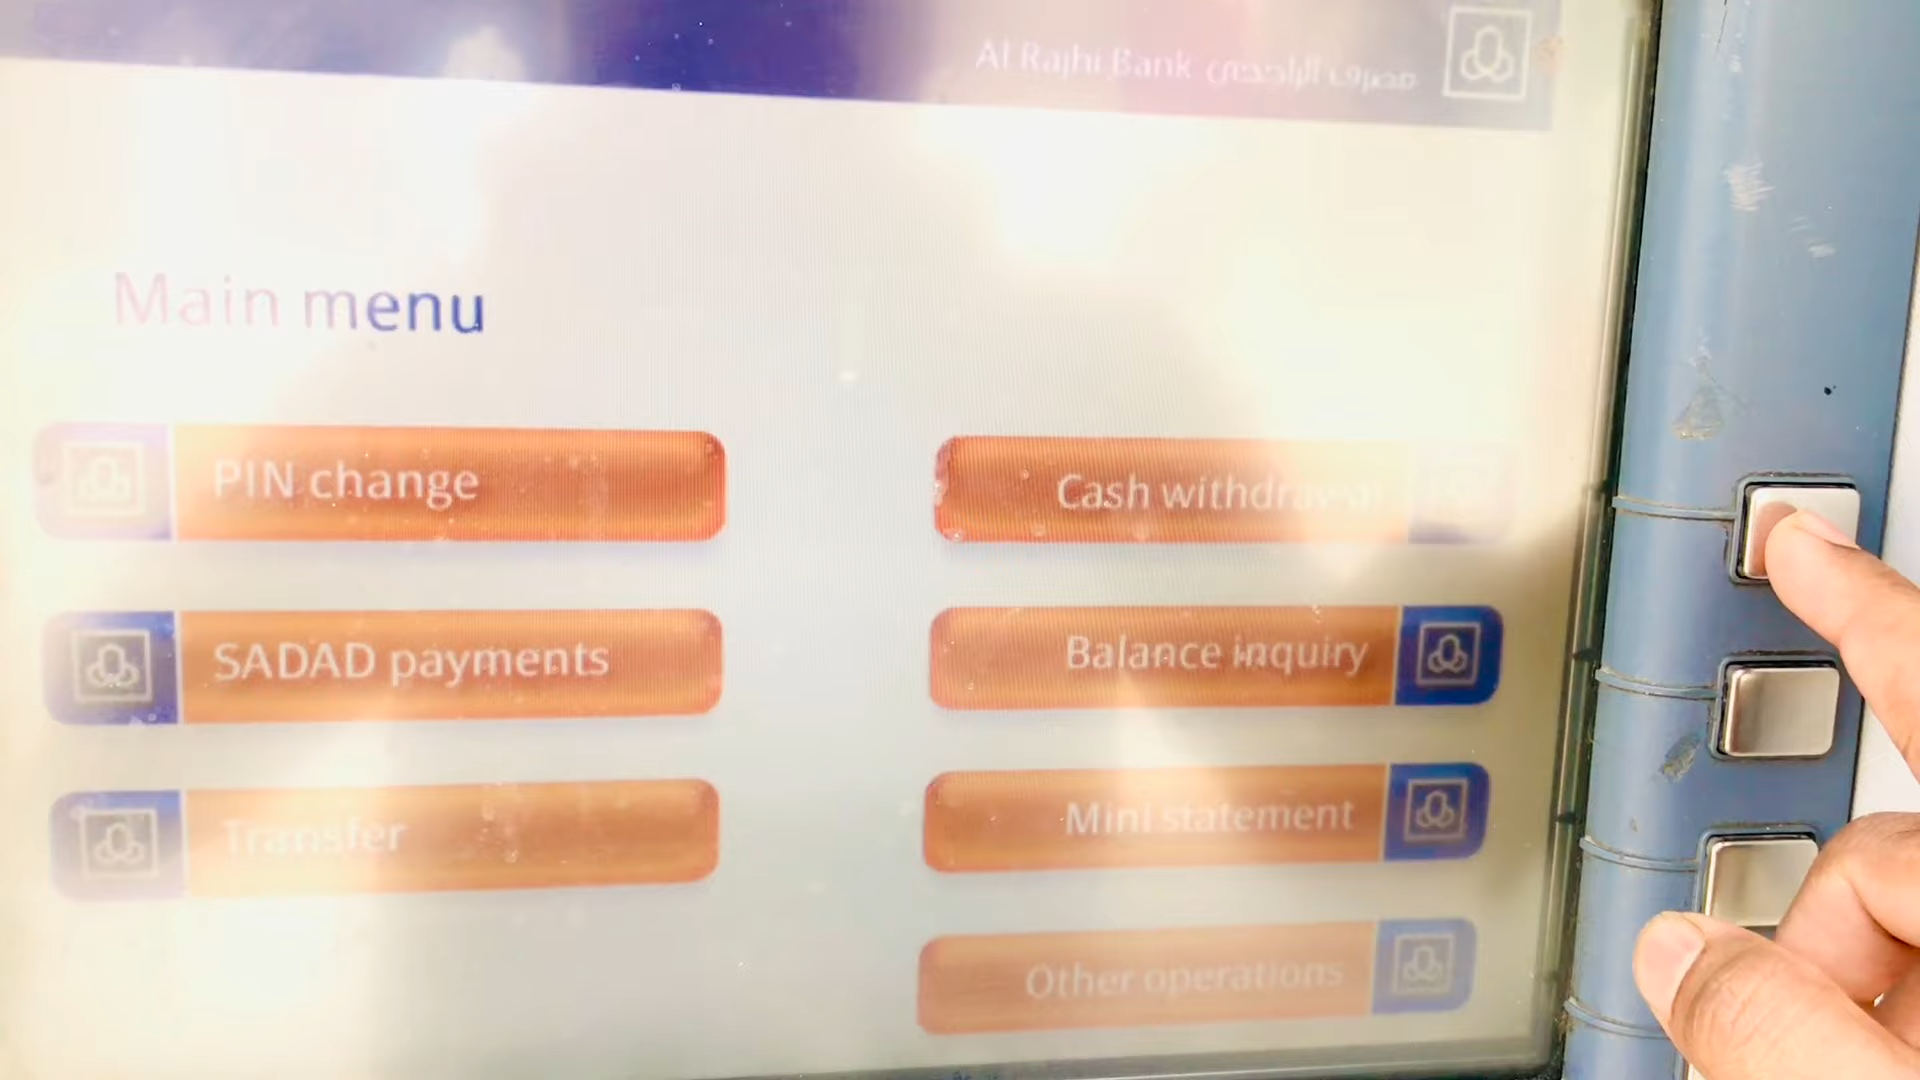 Al Rajhi Bank مصرف الراجحي
Main menu
PIN change
Cash withdrawal
SADAD payments
Balance inquiry
Transfer
Mini statement
Other operations